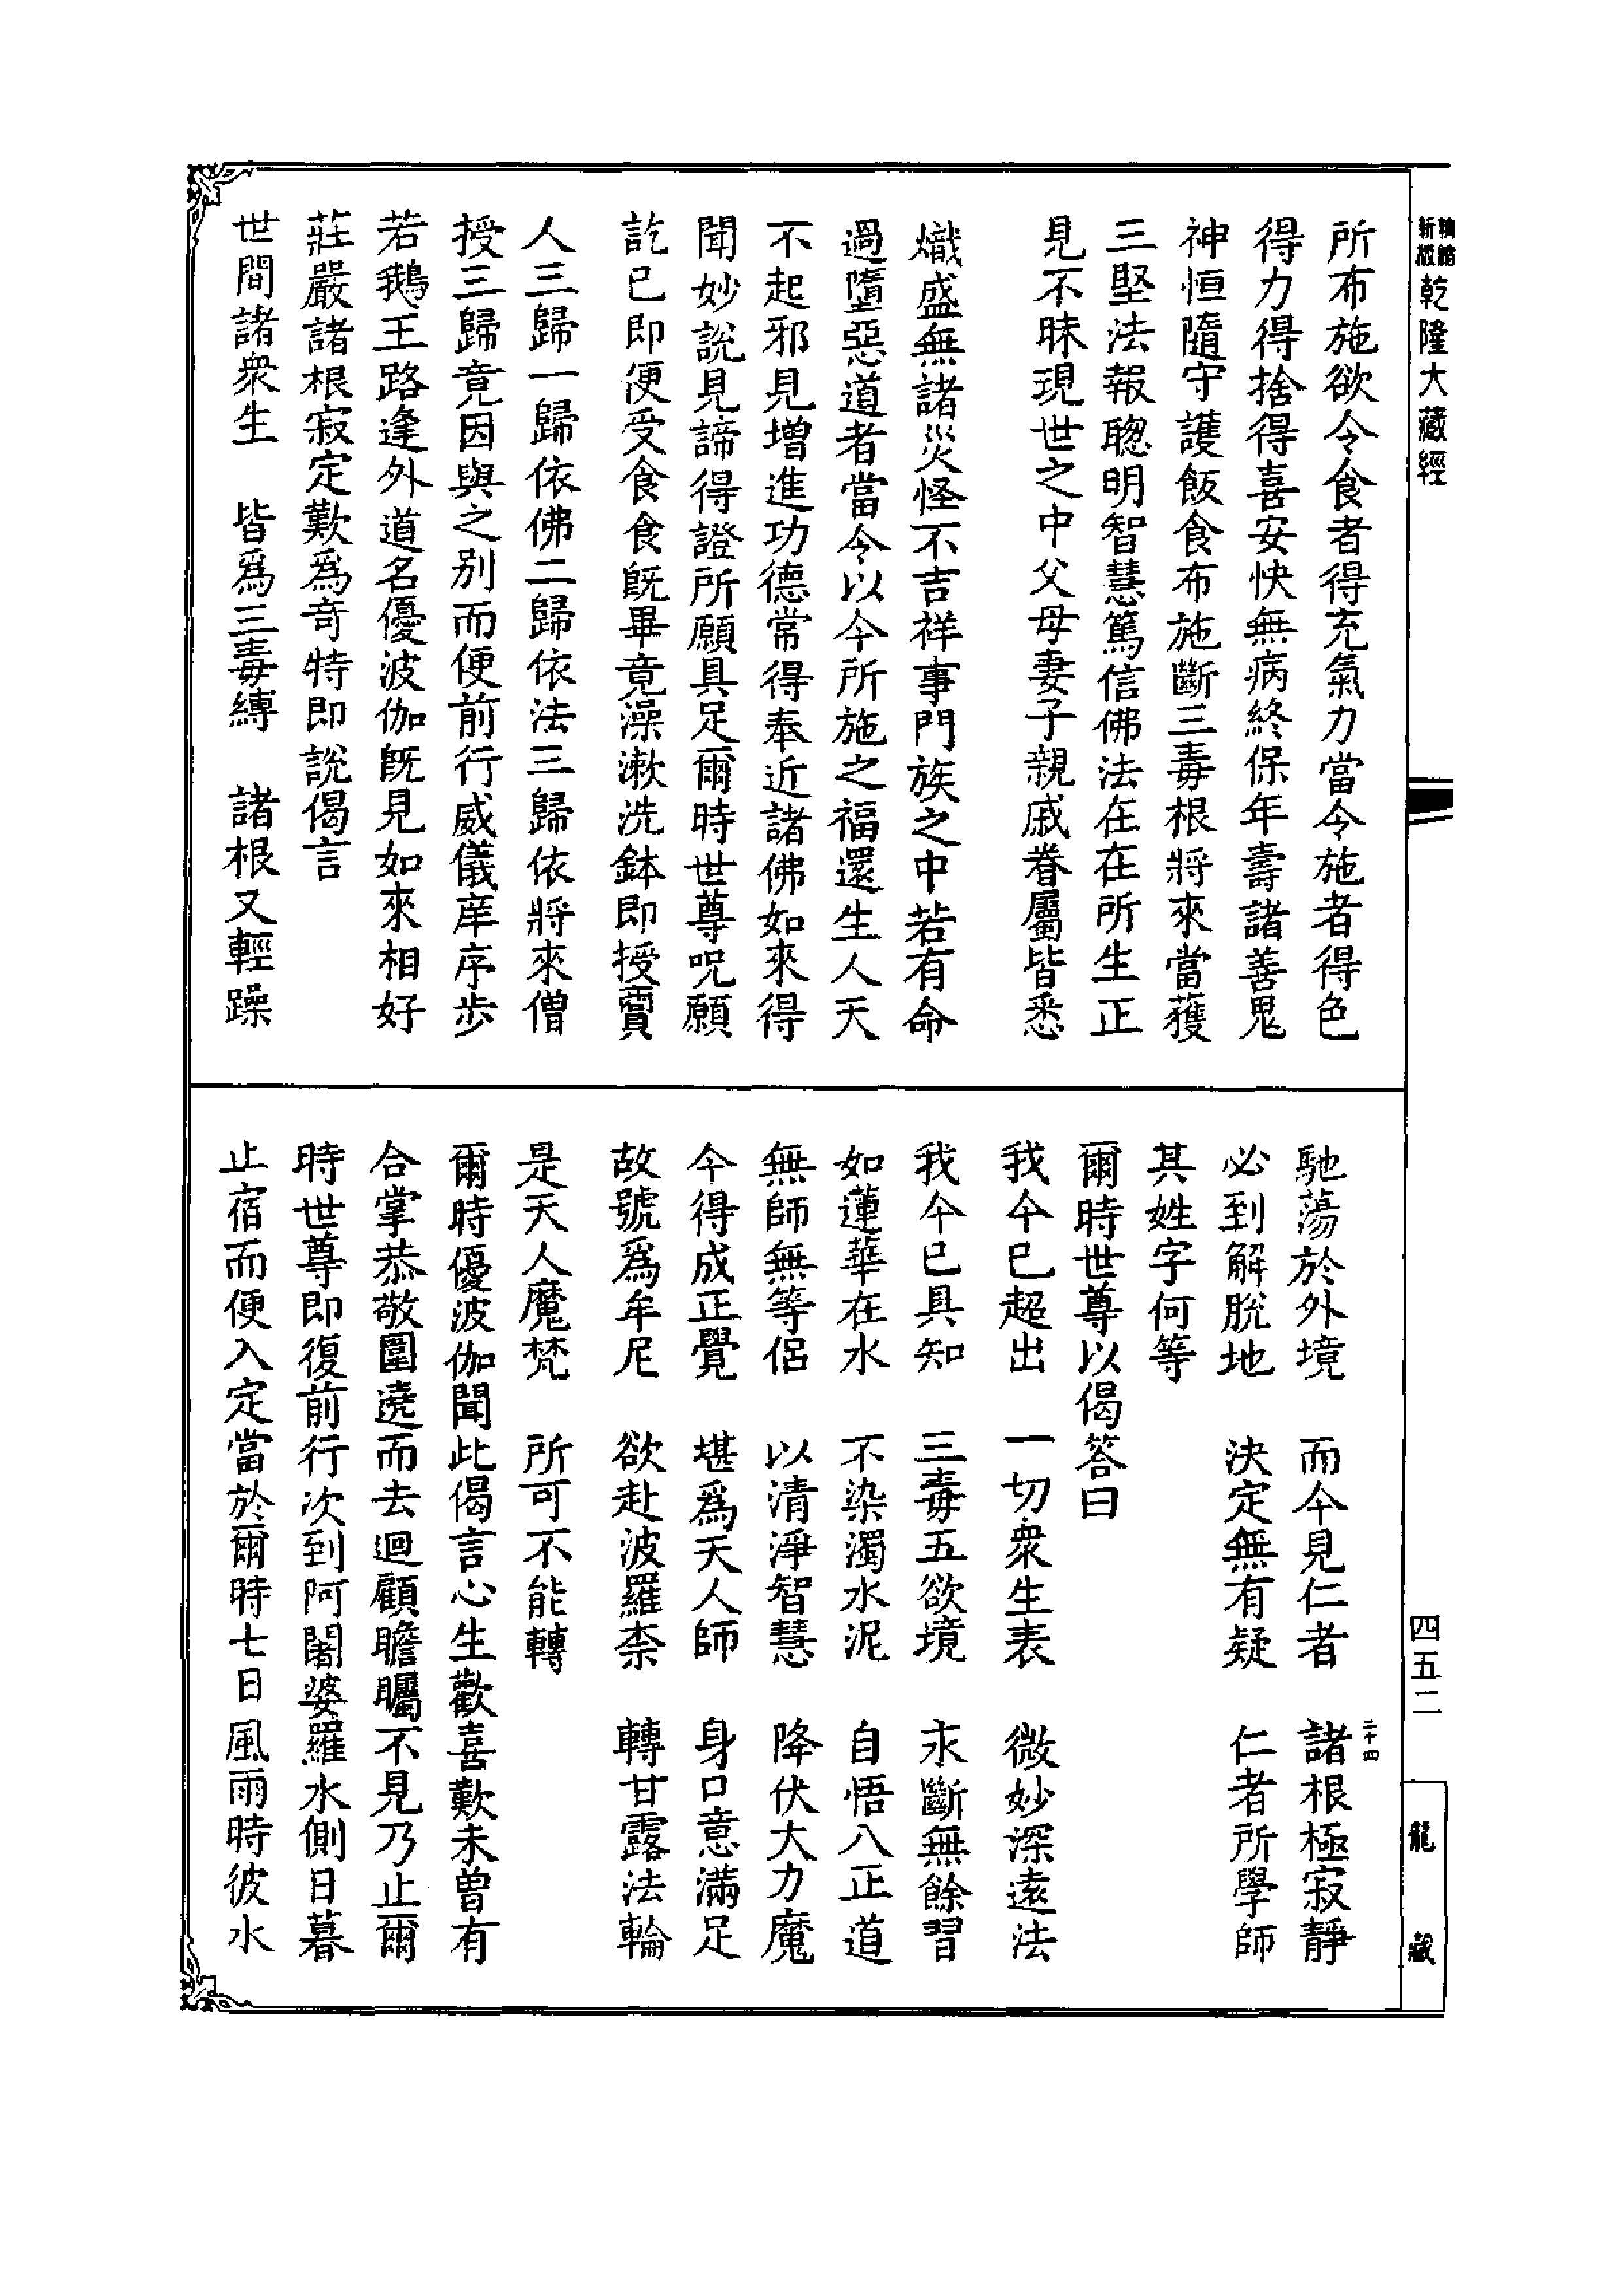 新版
精縮
乾隆大藏經
所布施欲令食者得充氣力當令施者得色
得力得捨得喜安快無病終保年壽諸善鬼
神恒隨守護飯食布施斷三毒根將來當獲
三堅法報聰明智慧篤信佛法在在所生正
見不昧現世之中父母妻子親戚眷屬皆悉
熾盛無諸災怪不吉祥事門族之中若有命
過墮惡道者當令以今所施之福還生人天
不起邪見增進功德常得奉近諸佛如來得
聞妙說見諦得證所願具足爾時世尊呪願
訖已即便受食食旣畢竟澡漱洗鉢即授賣
人三歸一歸依佛二歸依法三歸依將來僧
授三歸竟因與之別而便前行威儀庠序步
若鵝王路逢外道名優波伽旣見如來相好
莊嚴諸根寂定歎爲奇特即說偈言
世間諸衆生　皆爲三毒縛　諸根又輕躁
馳蕩於外境　而今見仁者　諸根極寂靜
必到解脫地　決定無有疑　仁者所學師
其姓字何等
爾時世尊以偈答曰
我今已超出　一切衆生表　微妙深遠法
我今已具知　三毒五欲境　永斷無餘習
如蓮華在水　不染濁水泥　自悟八正道
無師無等侶　以清淨智慧　降伏大力魔
今得成正覺　堪爲天人師　身口意滿足
故號爲牟尼　欲赴波羅柰　轉甘露法輪
是天人魔梵　所可不能轉
爾時優波伽聞此偈言心生歡喜歎未曾有
合掌恭敬圍遶而去迴顧瞻矚不見乃止爾
時世尊即復前行次到阿闍婆羅水側日暮
止宿而便入定當於爾時七日風雨時彼水
四五二
二十四
龍藏